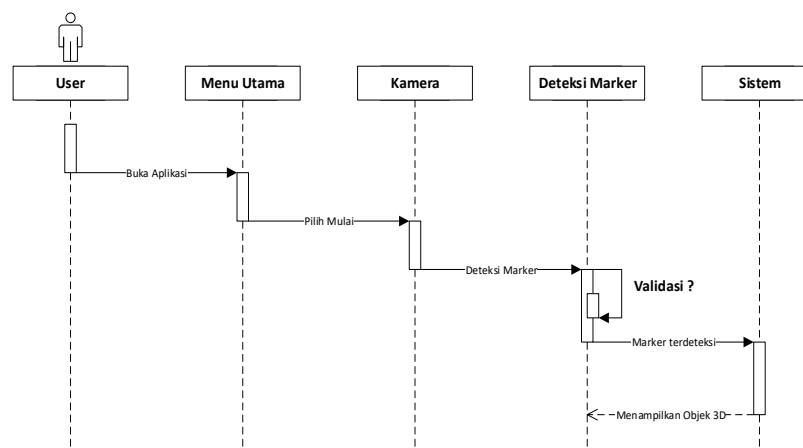 User
Menu Utama
Kamera
Deteksi Marker
Sistem
Buka Aplikasi
Pilih Mulai
Deteksi Marker
Validasi ?
Marker terdeteksi
Menampilkan Objek 3D